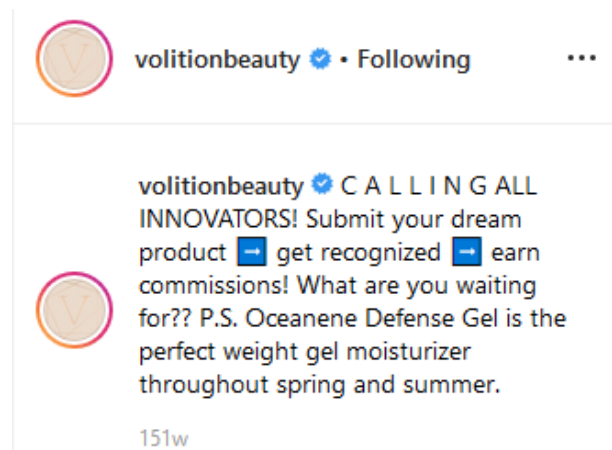 volitionbeauty • Following
volitionbeauty C A L L I N G ALL
INNOVATORS! Submit your dream
product ➡ get recognized ➡ earn
commissions! What are you waiting
for?? P.S. Oceanene Defense Gel is the
perfect weight gel moisturizer
throughout spring and summer.
151w